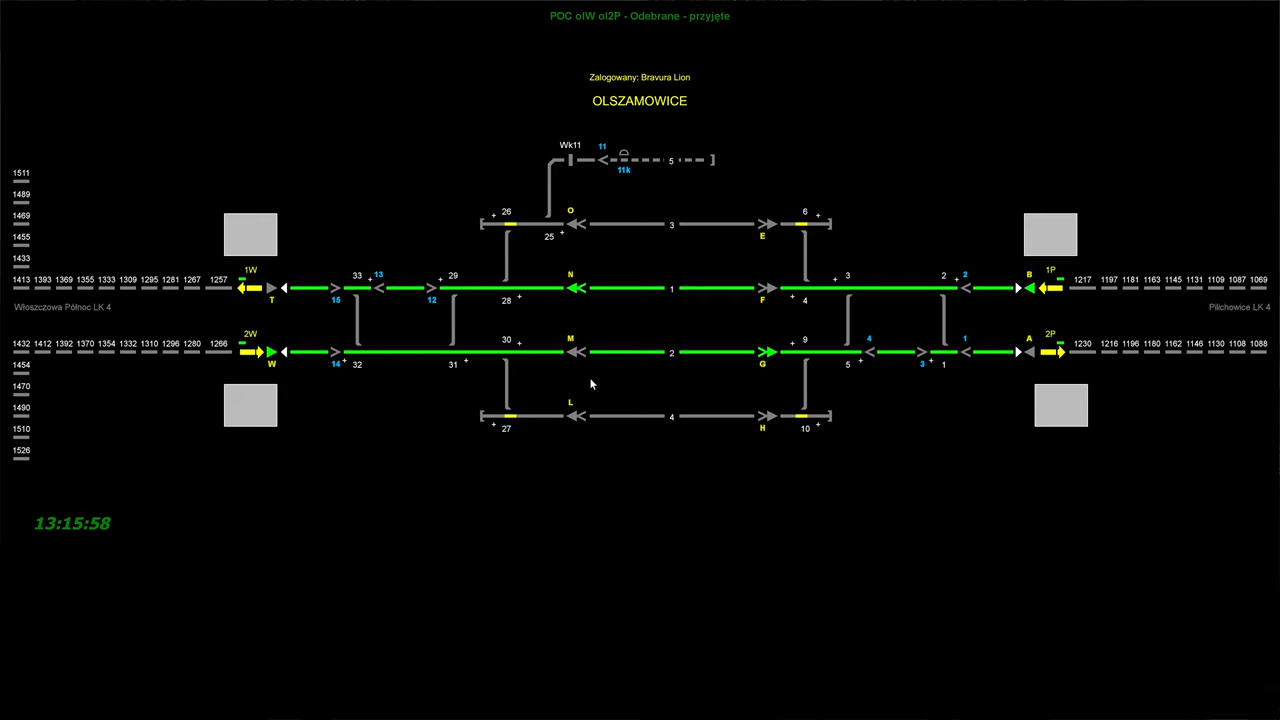 POC oIW oI2P - Odebrane - przyjęte
Zalogowany: Bravura Lion
OLSZAMOWICE
Wk11 11
5
11k
1511
1489
1469
1455
1433
26 + O 6 +
3
25 + E
1W 33 + 13 + 29 N + 3 2 + 2 B 1P
1413 1393 1369 1355 1333 1309 1295 1281 1267 1257 1 1217 1197 1181 1163 1145 1131 1109 1087 1069
T 15 12 28 + F + 4
Włoszczowa Północ LK 4 Pilichowice LK 4
2W 30 + M + 9 4 1 A 2P
1432 1412 1392 1370 1354 1332 1310 1296 1280 1266 2 1230 1216 1196 1180 1162 1146 1130 1108 1088
W 14 32 31 + G 5 + 3 + 1
1454
1470
1490
1510
1526
L
4
+ 27 H 10 +
13:15:58